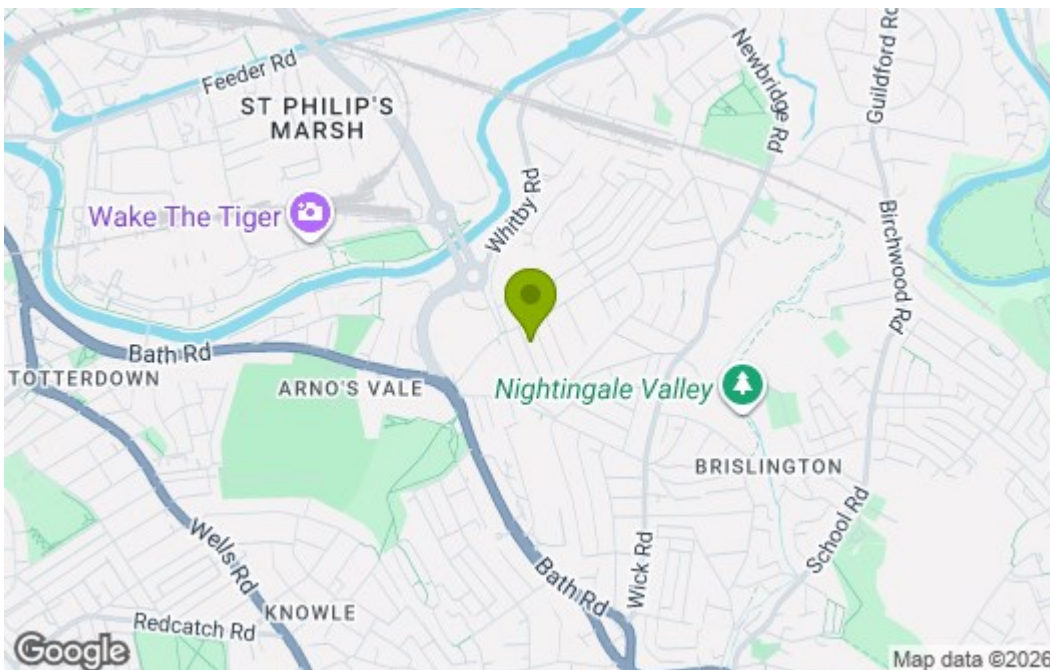 Feeder Rd
ST PHILIP'S
MARSH
Newbridge Rd
Guildford Rd
Wake The Tiger
Whitby Rd
Birchwood Rd
Bath Rd
TOTTERDOWN
ARNO'S VALE
Nightingale Valley
BRISLINGTON
Wells Rd
School Rd
Wick Rd
Bath Rd
KNOWLE
Redcatch Rd
Google
Map data ©2026